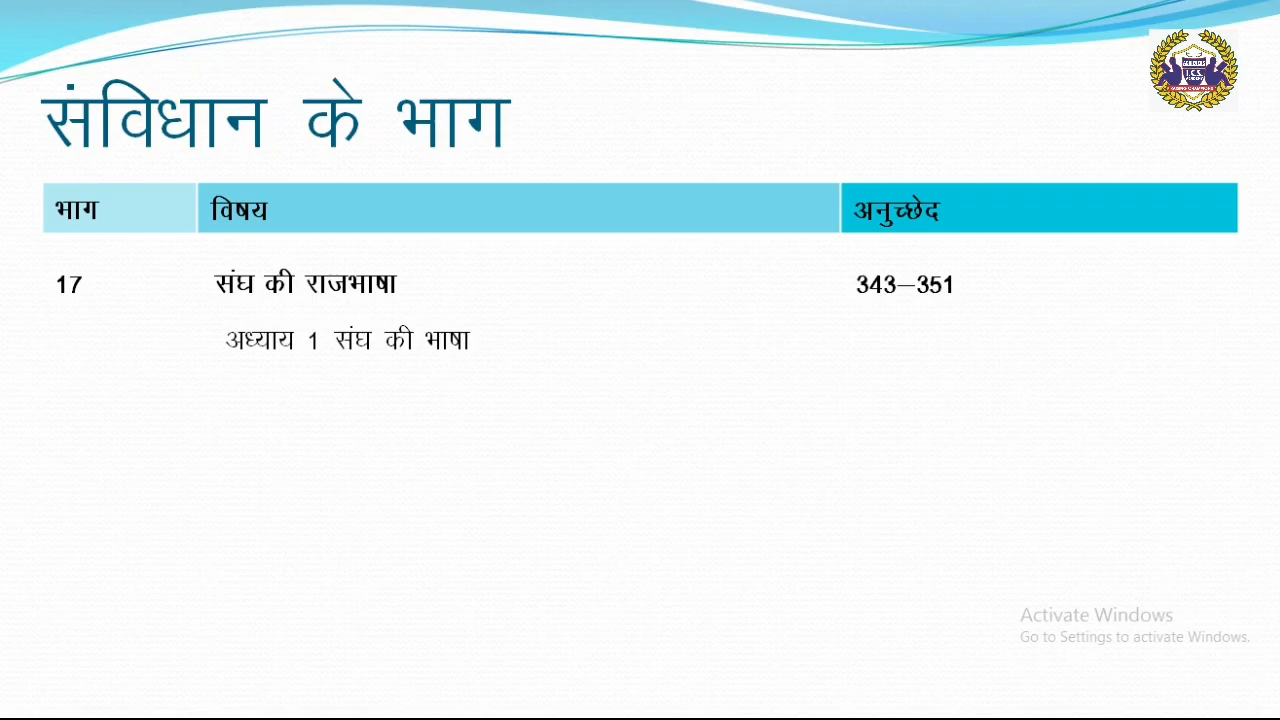 संविधान के भाग
भाग विषय अनुच्छेद
17 संघ की राजभाषा 343–351
अध्याय 1 संघ की भाषा
I.C.S.
Activate Windows
Go to Settings to activate Windows.